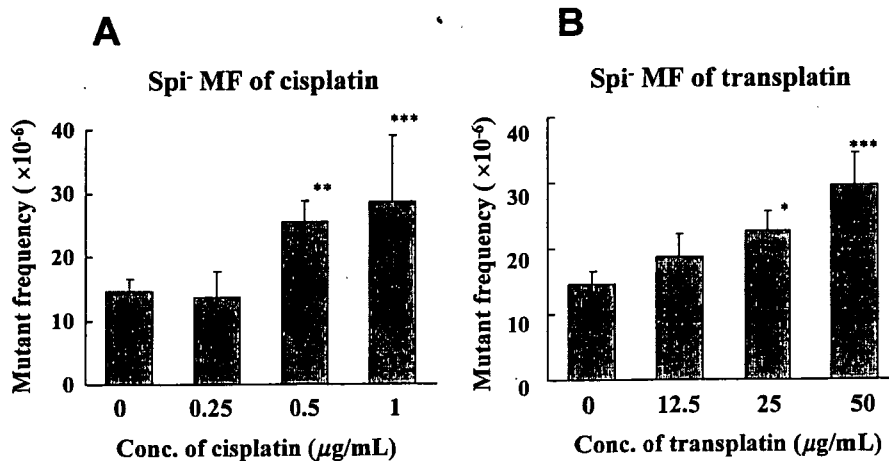 A
Spi⁻ MF of cisplatin
Mutant frequency ( ×10⁻⁶)
40
30
20
10
0
**
***
0 0.25 0.5 1
Conc. of cisplatin (μg/mL)
B
Spi⁻ MF of transplatin
Mutant frequency ( ×10⁻⁶)
40
30
20
10
0
*
***
0 12.5 25 50
Conc. of transplatin (μg/mL)